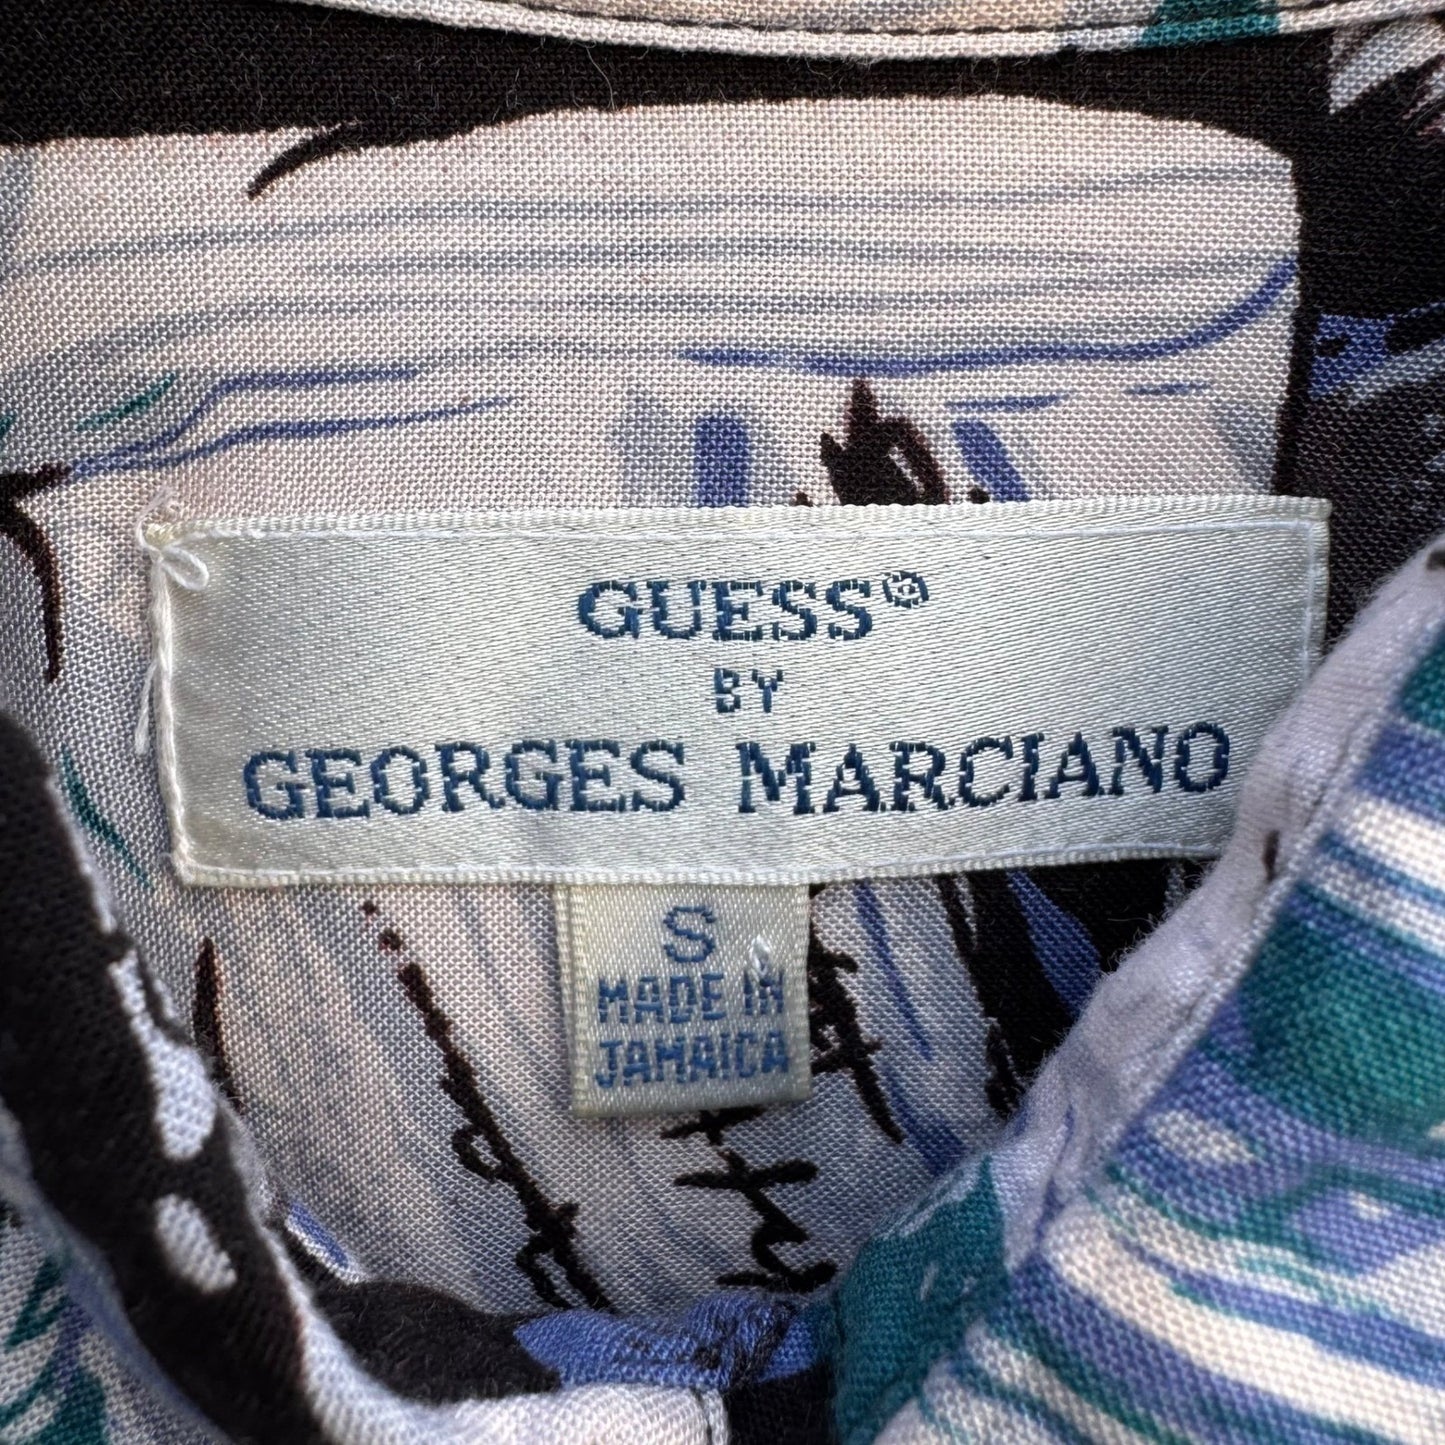 GUESS®
BY
GEORGES MARCIANO
S
MADE IN
JAMAICA